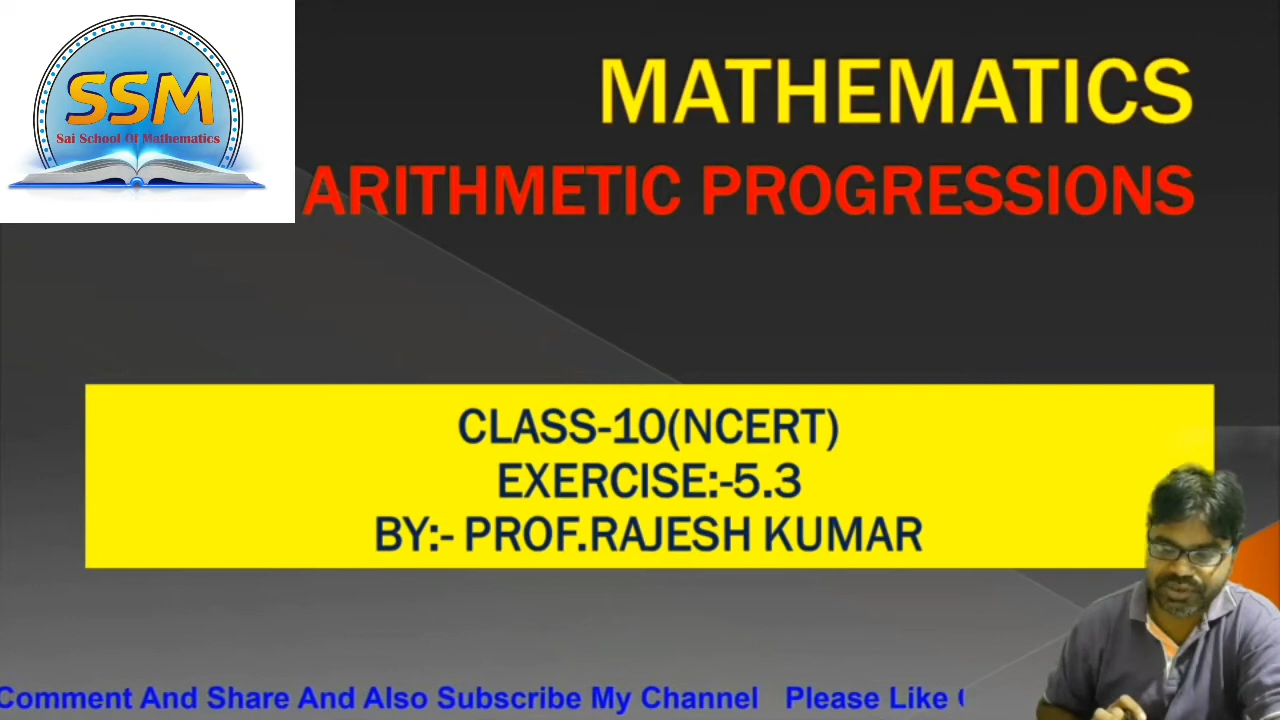 SSM
Sai School Of Mathematics
MATHEMATICS
ARITHMETIC PROGRESSIONS
CLASS-10(NCERT)
EXERCISE:-5.3
BY:- PROF.RAJESH KUMAR
Comment And Share And Also Subscribe My Channel Please Like